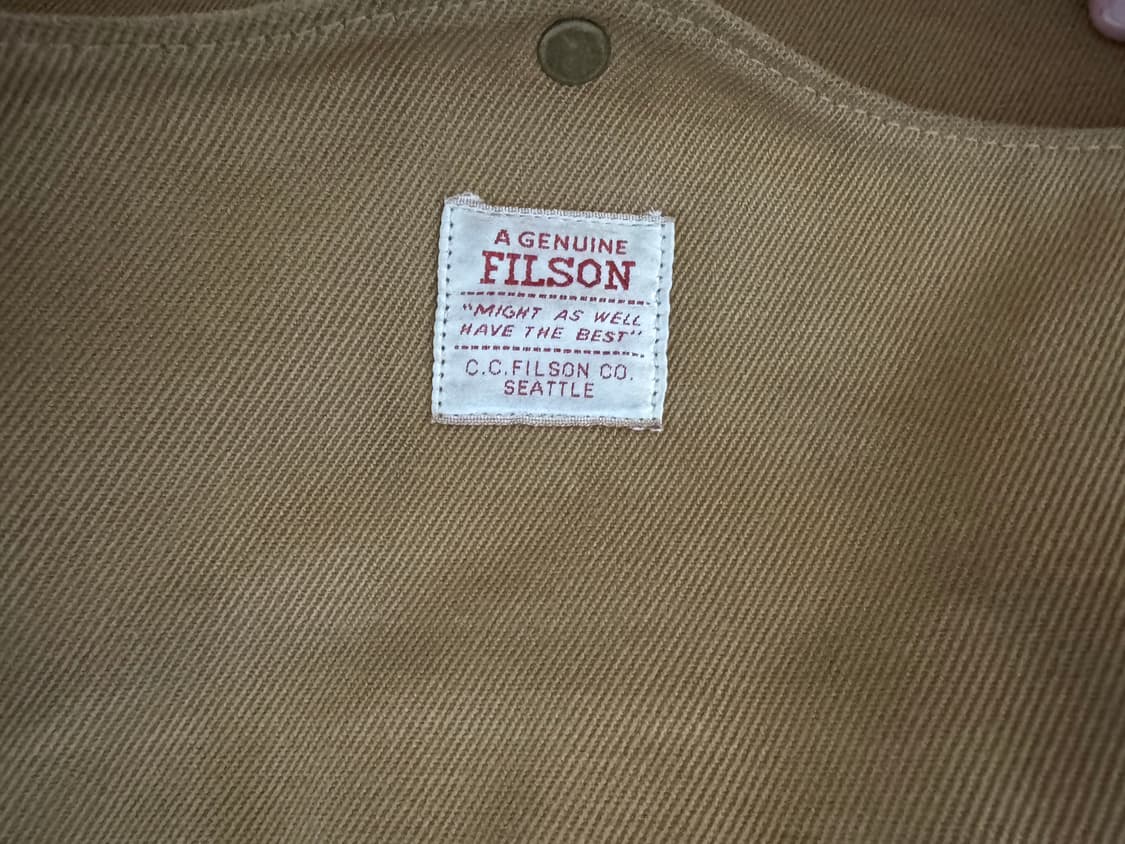 A GENUINE
FILSON
"MIGHT AS WELL
HAVE THE BEST"
C.C.FILSON CO.
SEATTLE